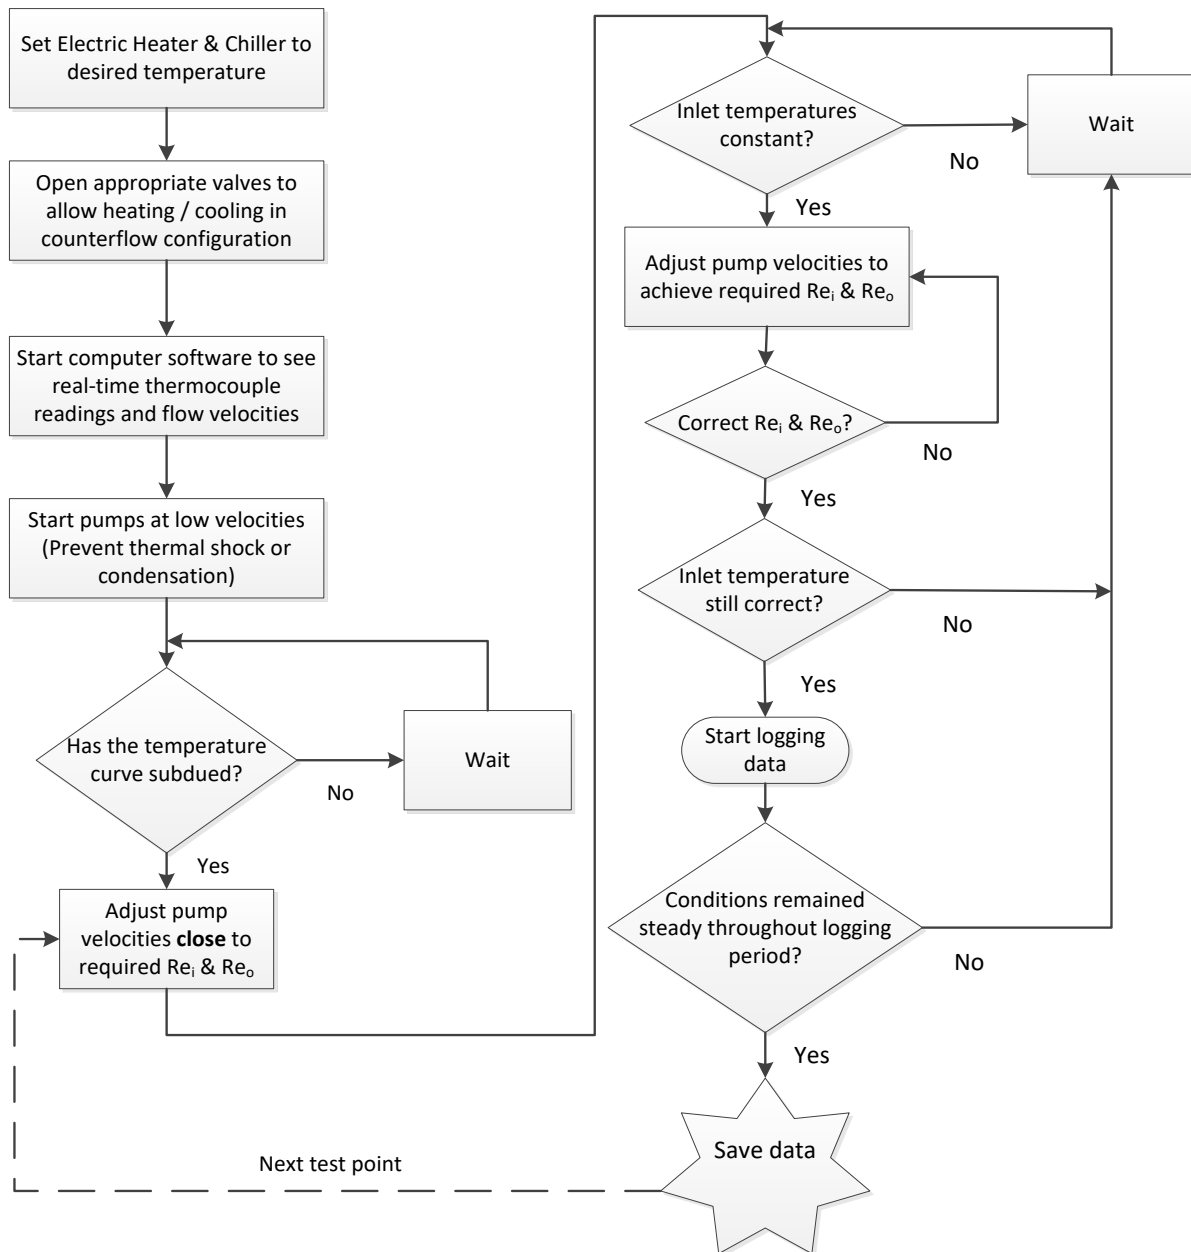 Set Electric Heater & Chiller to
desired temperature
Open appropriate valves to
allow heating / cooling in
counterflow configuration
Start computer software to see
real-time thermocouple
readings and flow velocities
Start pumps at low velocities
(Prevent thermal shock or
condensation)
Has the temperature
curve subdued?
No
Wait
Yes
Adjust pump
velocities close to
required Reᵢ & Reₒ
Inlet temperatures
constant?
No
Wait
Yes
Adjust pump velocities to
achieve required Reᵢ & Reₒ
Correct Reᵢ & Reₒ?
No
Yes
Inlet temperature
still correct?
No
Yes
Start logging
data
Conditions remained
steady throughout logging
period?
No
Yes
Save data
Next test point